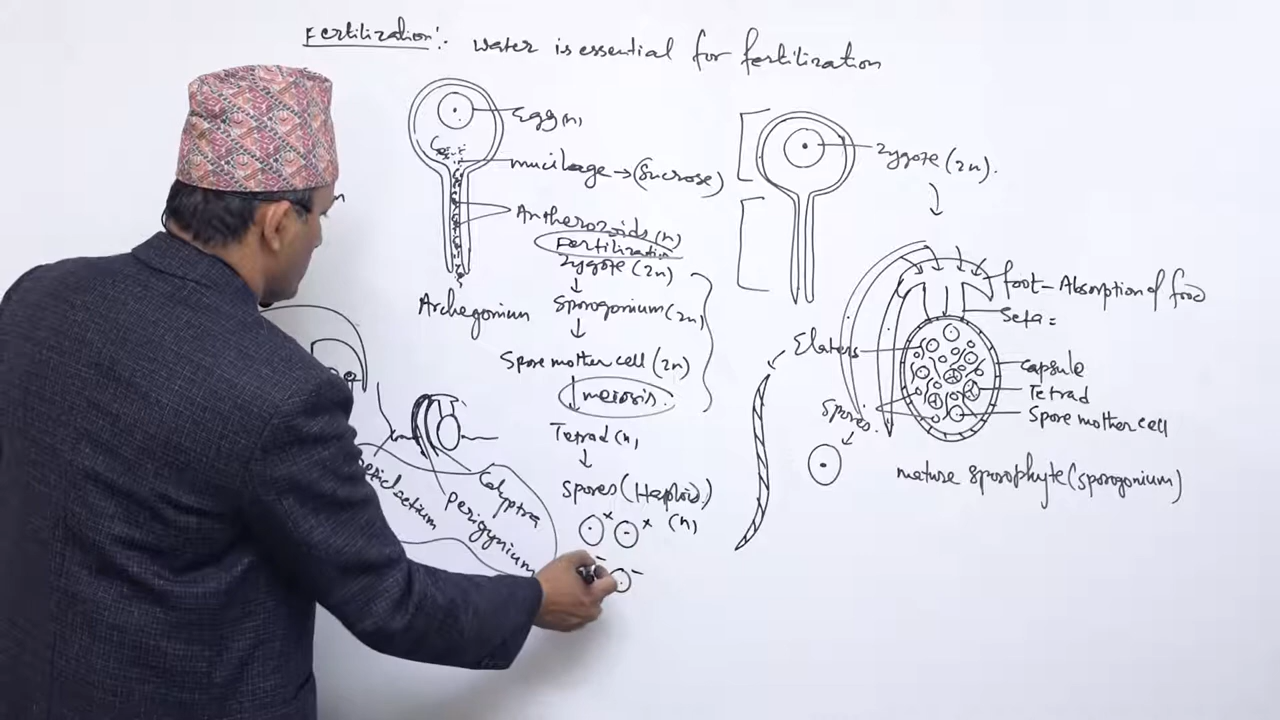 Fertilization:- Water is essential for fertilization
Egg(n)
mucilage → (Sucrose)
Antherozoids (n)
Fertilization
Zygote (2n)
↓
Archegonium
Sporogonium (2n)
↓
Spore mother cell (2n)
↓ meiosis.
Tetrad (n)
↓
Spores (Haploid)
+ + (n)
- -
Calyptra
Perigynium
Zygote (2n).
↓
foot - Absorption of food
Seta =
Elaters
capsule
Tetrad
Spores.
Spore mother cell
mature sporophyte (sporogonium)